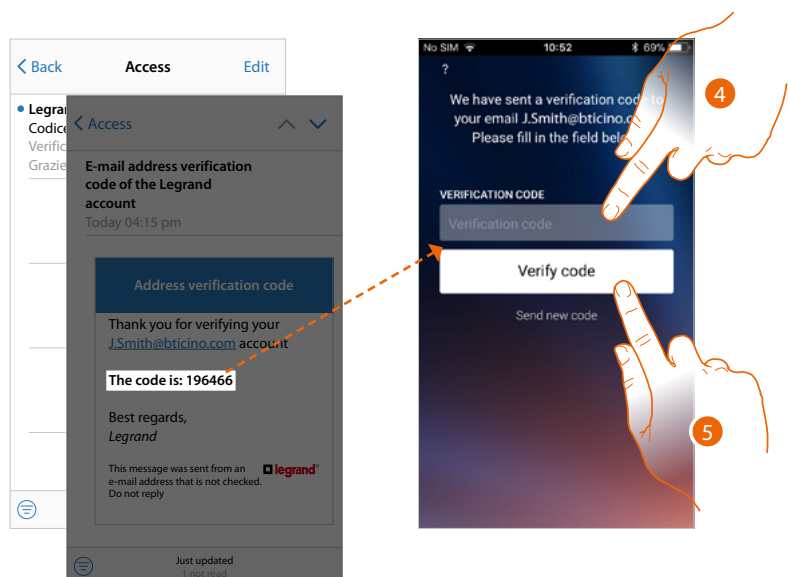 Back
Access
Edit
Legra
Codice
Verific
Grazie
Access
E-mail address verification
code of the Legrand
account
Today 04:15 pm
Address verification code
Thank you for verifying your
J.Smith@bticino.com account
The code is: 196466
Best regards,
Legrand
This message was sent from an
e-mail address that is not checked.
Do not reply
legrand®
Just updated
1 not read
No SIM 10:52 69%
?
We have sent a verification code to
your email J.Smith@bticino.c
Please fill in the field bel
VERIFICATION CODE
Verification code
Verify code
Send new code
4
5